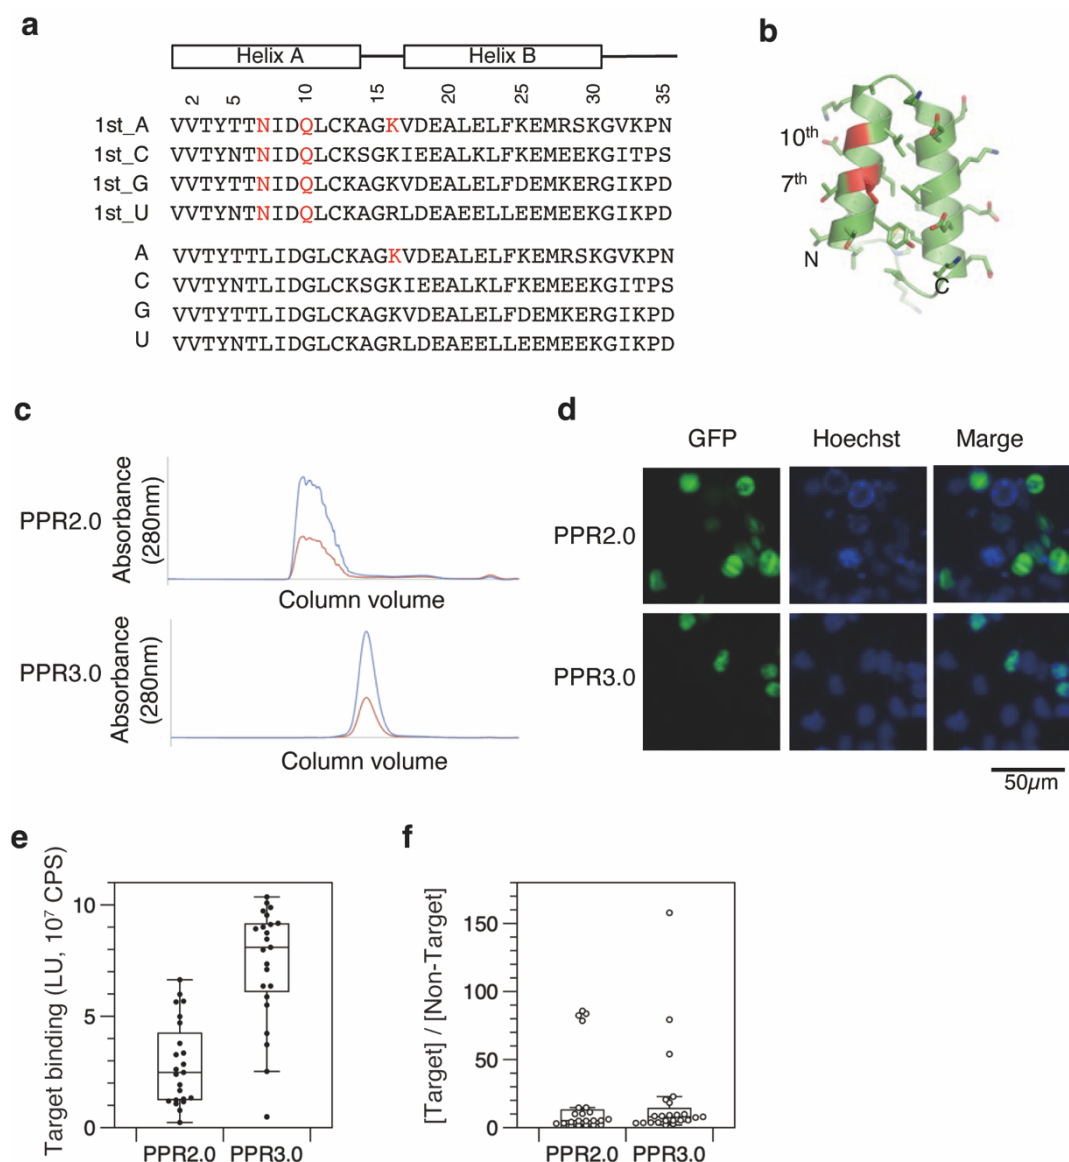 a
Helix A
Helix B
2 5 10 15 20 25 30 35
1st_A VVTYTTNIDQLCKAGKVDEALELFKEMRSKGVKPN
1st_C VVTYNTNIDQLCKSGKIEEALKLFKEMEEKGITPS
1st_G VVTYTTNIDQLCKAGKVDEALELFDEMKERGIKPD
1st_U VVTYNTNIDQLCKAGRLDEAEELLEEMEEKGIKPD
A VVTYTTLIDGLCKAGKVDEALELFKEMRSKGVKPN
C VVTYNTLIDGLCKSGKIEEALKLFKEMEEKGITPS
G VVTYTTLIDGLCKAGKVDEALELFDEMKERGIKPD
U VVTYNTLIDGLCKAGRLDEAEELLEEMEEKGIKPD
b
10th
7th
N
C
c
PPR2.0
Absorbance
(280nm)
Column volume
PPR3.0
Absorbance
(280nm)
Column volume
d
GFP Hoechst Marge
PPR2.0
PPR3.0
50µm
e
Target binding (LU, 10⁷ CPS)
10
5
0
PPR2.0 PPR3.0
f
[Target] / [Non-Target]
150
100
50
0
PPR2.0 PPR3.0